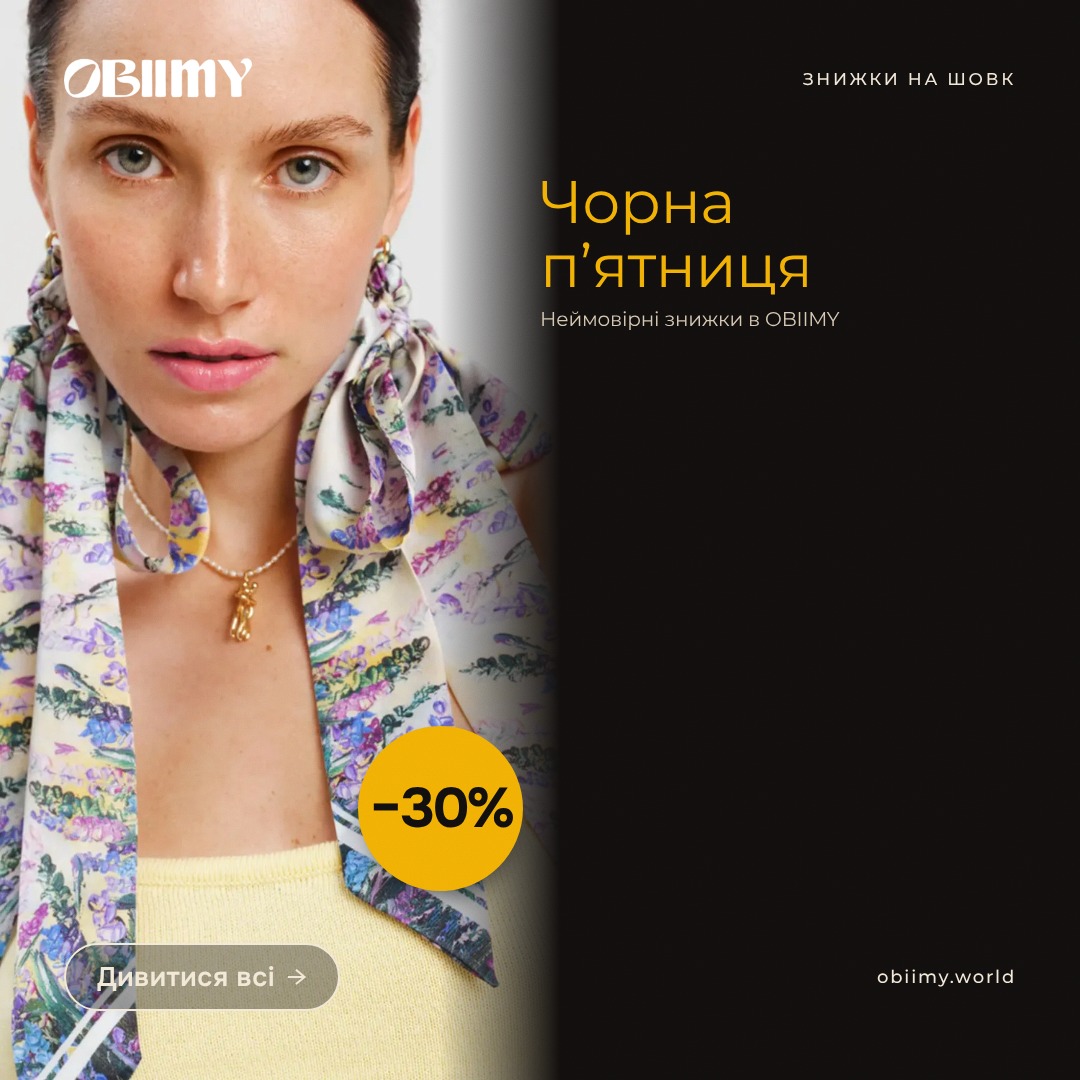 OBIIMY
ЗНИЖКИ НА ШОВК
Чорна
п’ятниця
Неймовірні знижки в OBIIMY
-30%
Дивитися всі →
obiimy.world